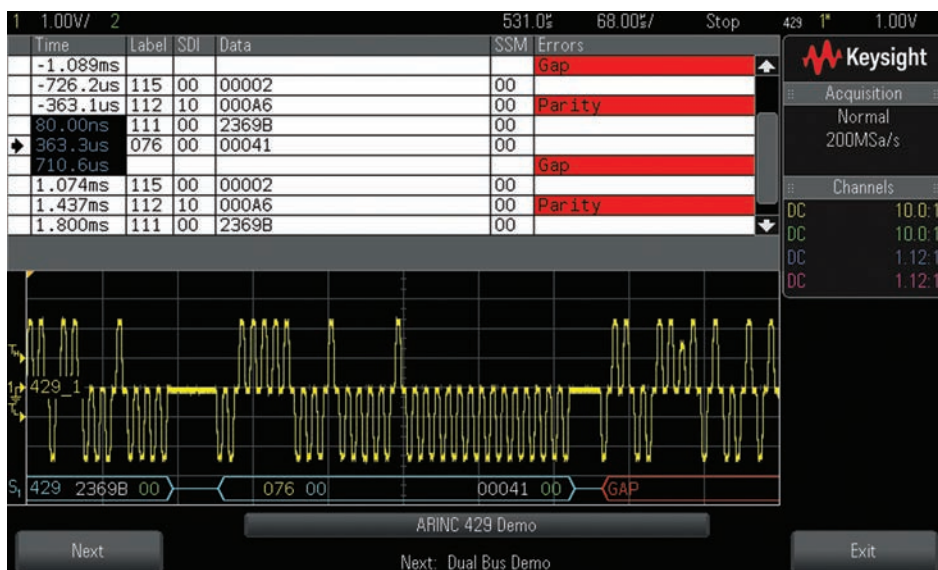 1 1.00V/ 2 531.0us 68.00us/ Stop 429 1 1.00V
Time Label SDI Data SSM Errors
-1.089ms Gap
-726.2us 115 00 00002 00
-363.1us 112 10 000A6 00 Parity
80.00ns 111 00 2369B 00
363.3us 076 00 00041 00
710.6us Gap
1.074ms 115 00 00002 00
1.437ms 112 10 000A6 00 Parity
1.800ms 111 00 2369B 00
Keysight
Acquisition
Normal
200MSa/s
Channels
DC 10.0:1
DC 10.0:1
DC 1.12:1
DC 1.12:1
429_1
S1 429 2369B 00 076 00 00041 00 GAP
ARINC 429 Demo
Next
Next: Dual Bus Demo
Exit